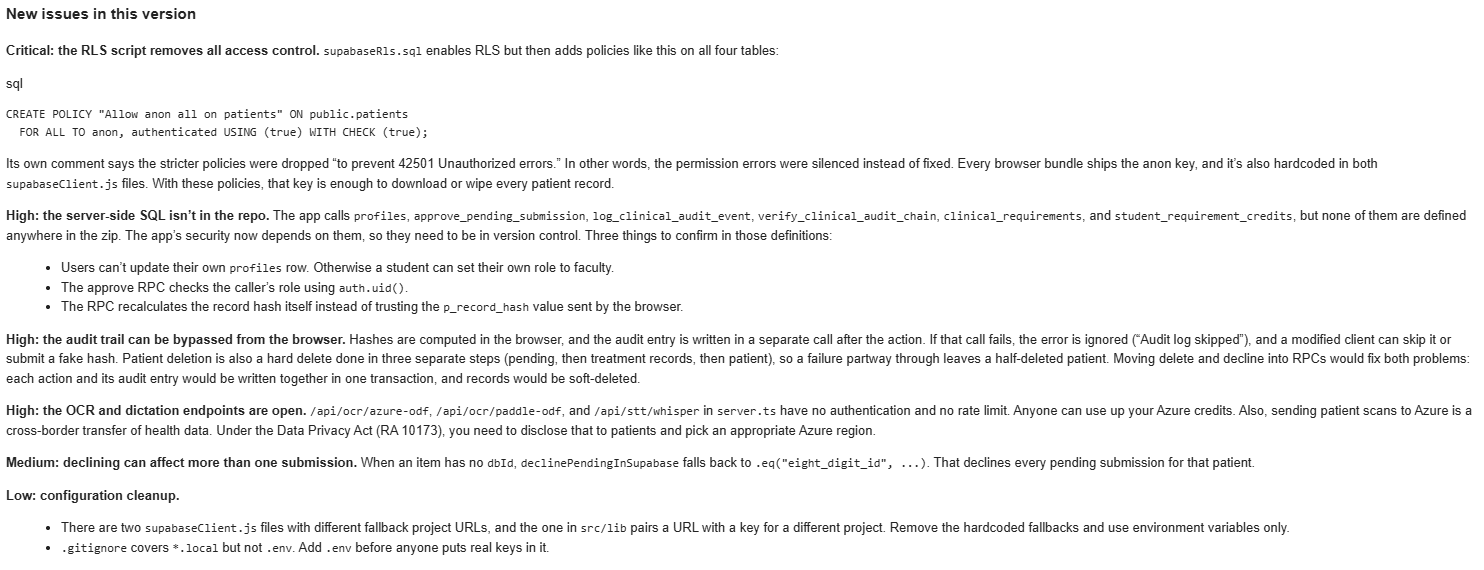 New issues in this version
Critical: the RLS script removes all access control. supabaseRls.sql enables RLS but then adds policies like this on all four tables:
sql
CREATE POLICY "Allow anon all on patients" ON public.patients
  FOR ALL TO anon, authenticated USING (true) WITH CHECK (true);
Its own comment says the stricter policies were dropped “to prevent 42501 Unauthorized errors.” In other words, the permission errors were silenced instead of fixed. Every browser bundle ships the anon key, and it’s also hardcoded in both
supabaseClient.js files. With these policies, that key is enough to download or wipe every patient record.
High: the server-side SQL isn’t in the repo. The app calls profiles, approve_pending_submission, log_clinical_audit_event, verify_clinical_audit_chain, clinical_requirements, and student_requirement_credits, but none of them are defined
anywhere in the zip. The app’s security now depends on them, so they need to be in version control. Three things to confirm in those definitions:
• Users can’t update their own profiles row. Otherwise a student can set their own role to faculty.
• The approve RPC checks the caller’s role using auth.uid().
• The RPC recalculates the record hash itself instead of trusting the p_record_hash value sent by the browser.
High: the audit trail can be bypassed from the browser. Hashes are computed in the browser, and the audit entry is written in a separate call after the action. If that call fails, the error is ignored (“Audit log skipped”), and a modified client can skip it or
submit a fake hash. Patient deletion is also a hard delete done in three separate steps (pending, then treatment records, then patient), so a failure partway through leaves a half-deleted patient. Moving delete and decline into RPCs would fix both problems:
each action and its audit entry would be written together in one transaction, and records would be soft-deleted.
High: the OCR and dictation endpoints are open. /api/ocr/azure-odf, /api/ocr/paddle-odf, and /api/stt/whisper in server.ts have no authentication and no rate limit. Anyone can use up your Azure credits. Also, sending patient scans to Azure is a
cross-border transfer of health data. Under the Data Privacy Act (RA 10173), you need to disclose that to patients and pick an appropriate Azure region.
Medium: declining can affect more than one submission. When an item has no dbId, declinePendingInSupabase falls back to .eq("eight_digit_id", ...). That declines every pending submission for that patient.
Low: configuration cleanup.
• There are two supabaseClient.js files with different fallback project URLs, and the one in src/lib pairs a URL with a key for a different project. Remove the hardcoded fallbacks and use environment variables only.
• .gitignore covers *.local but not .env. Add .env before anyone puts real keys in it.